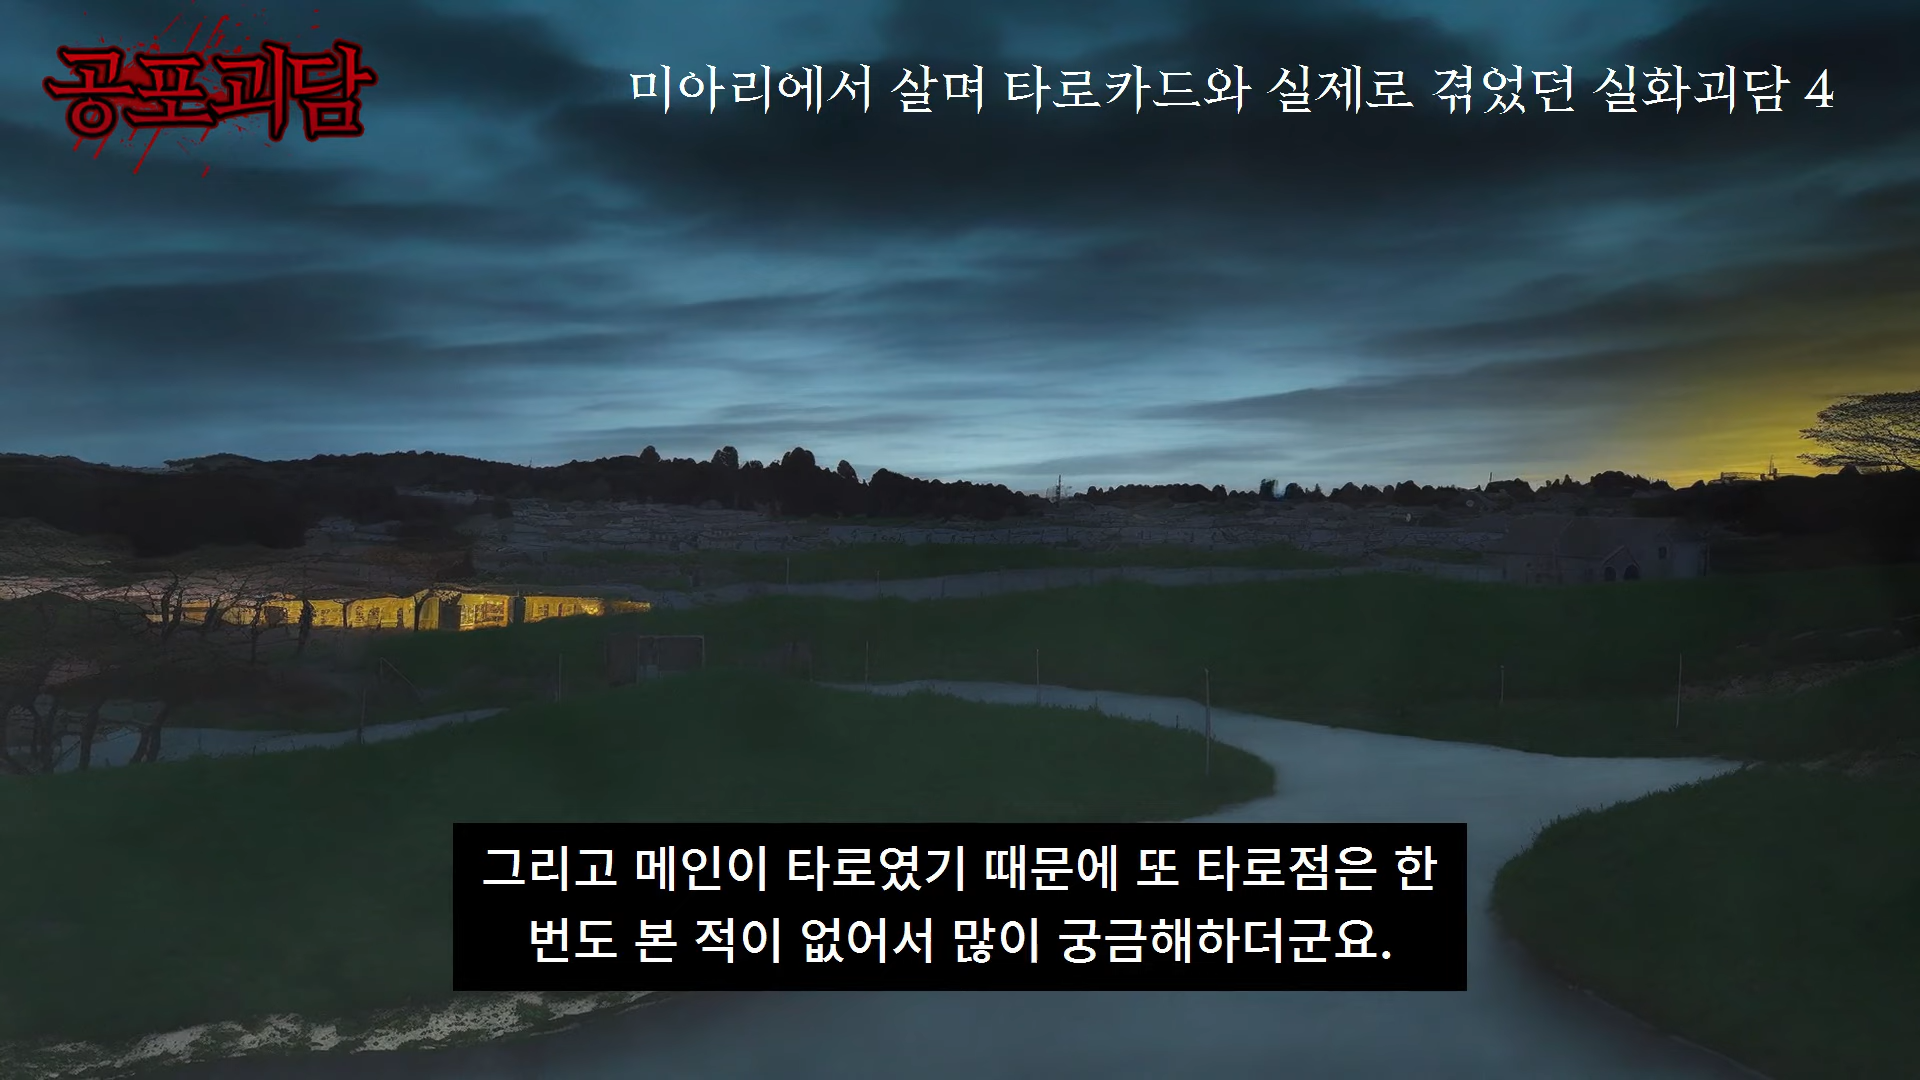 공포괴담
미아리에서 살며 타로카드와 실제로 겪었던 실화괴담 4
그리고 메인이 타로였기 때문에 또 타로점은 한
번도 본 적이 없어서 많이 궁금해하더군요.